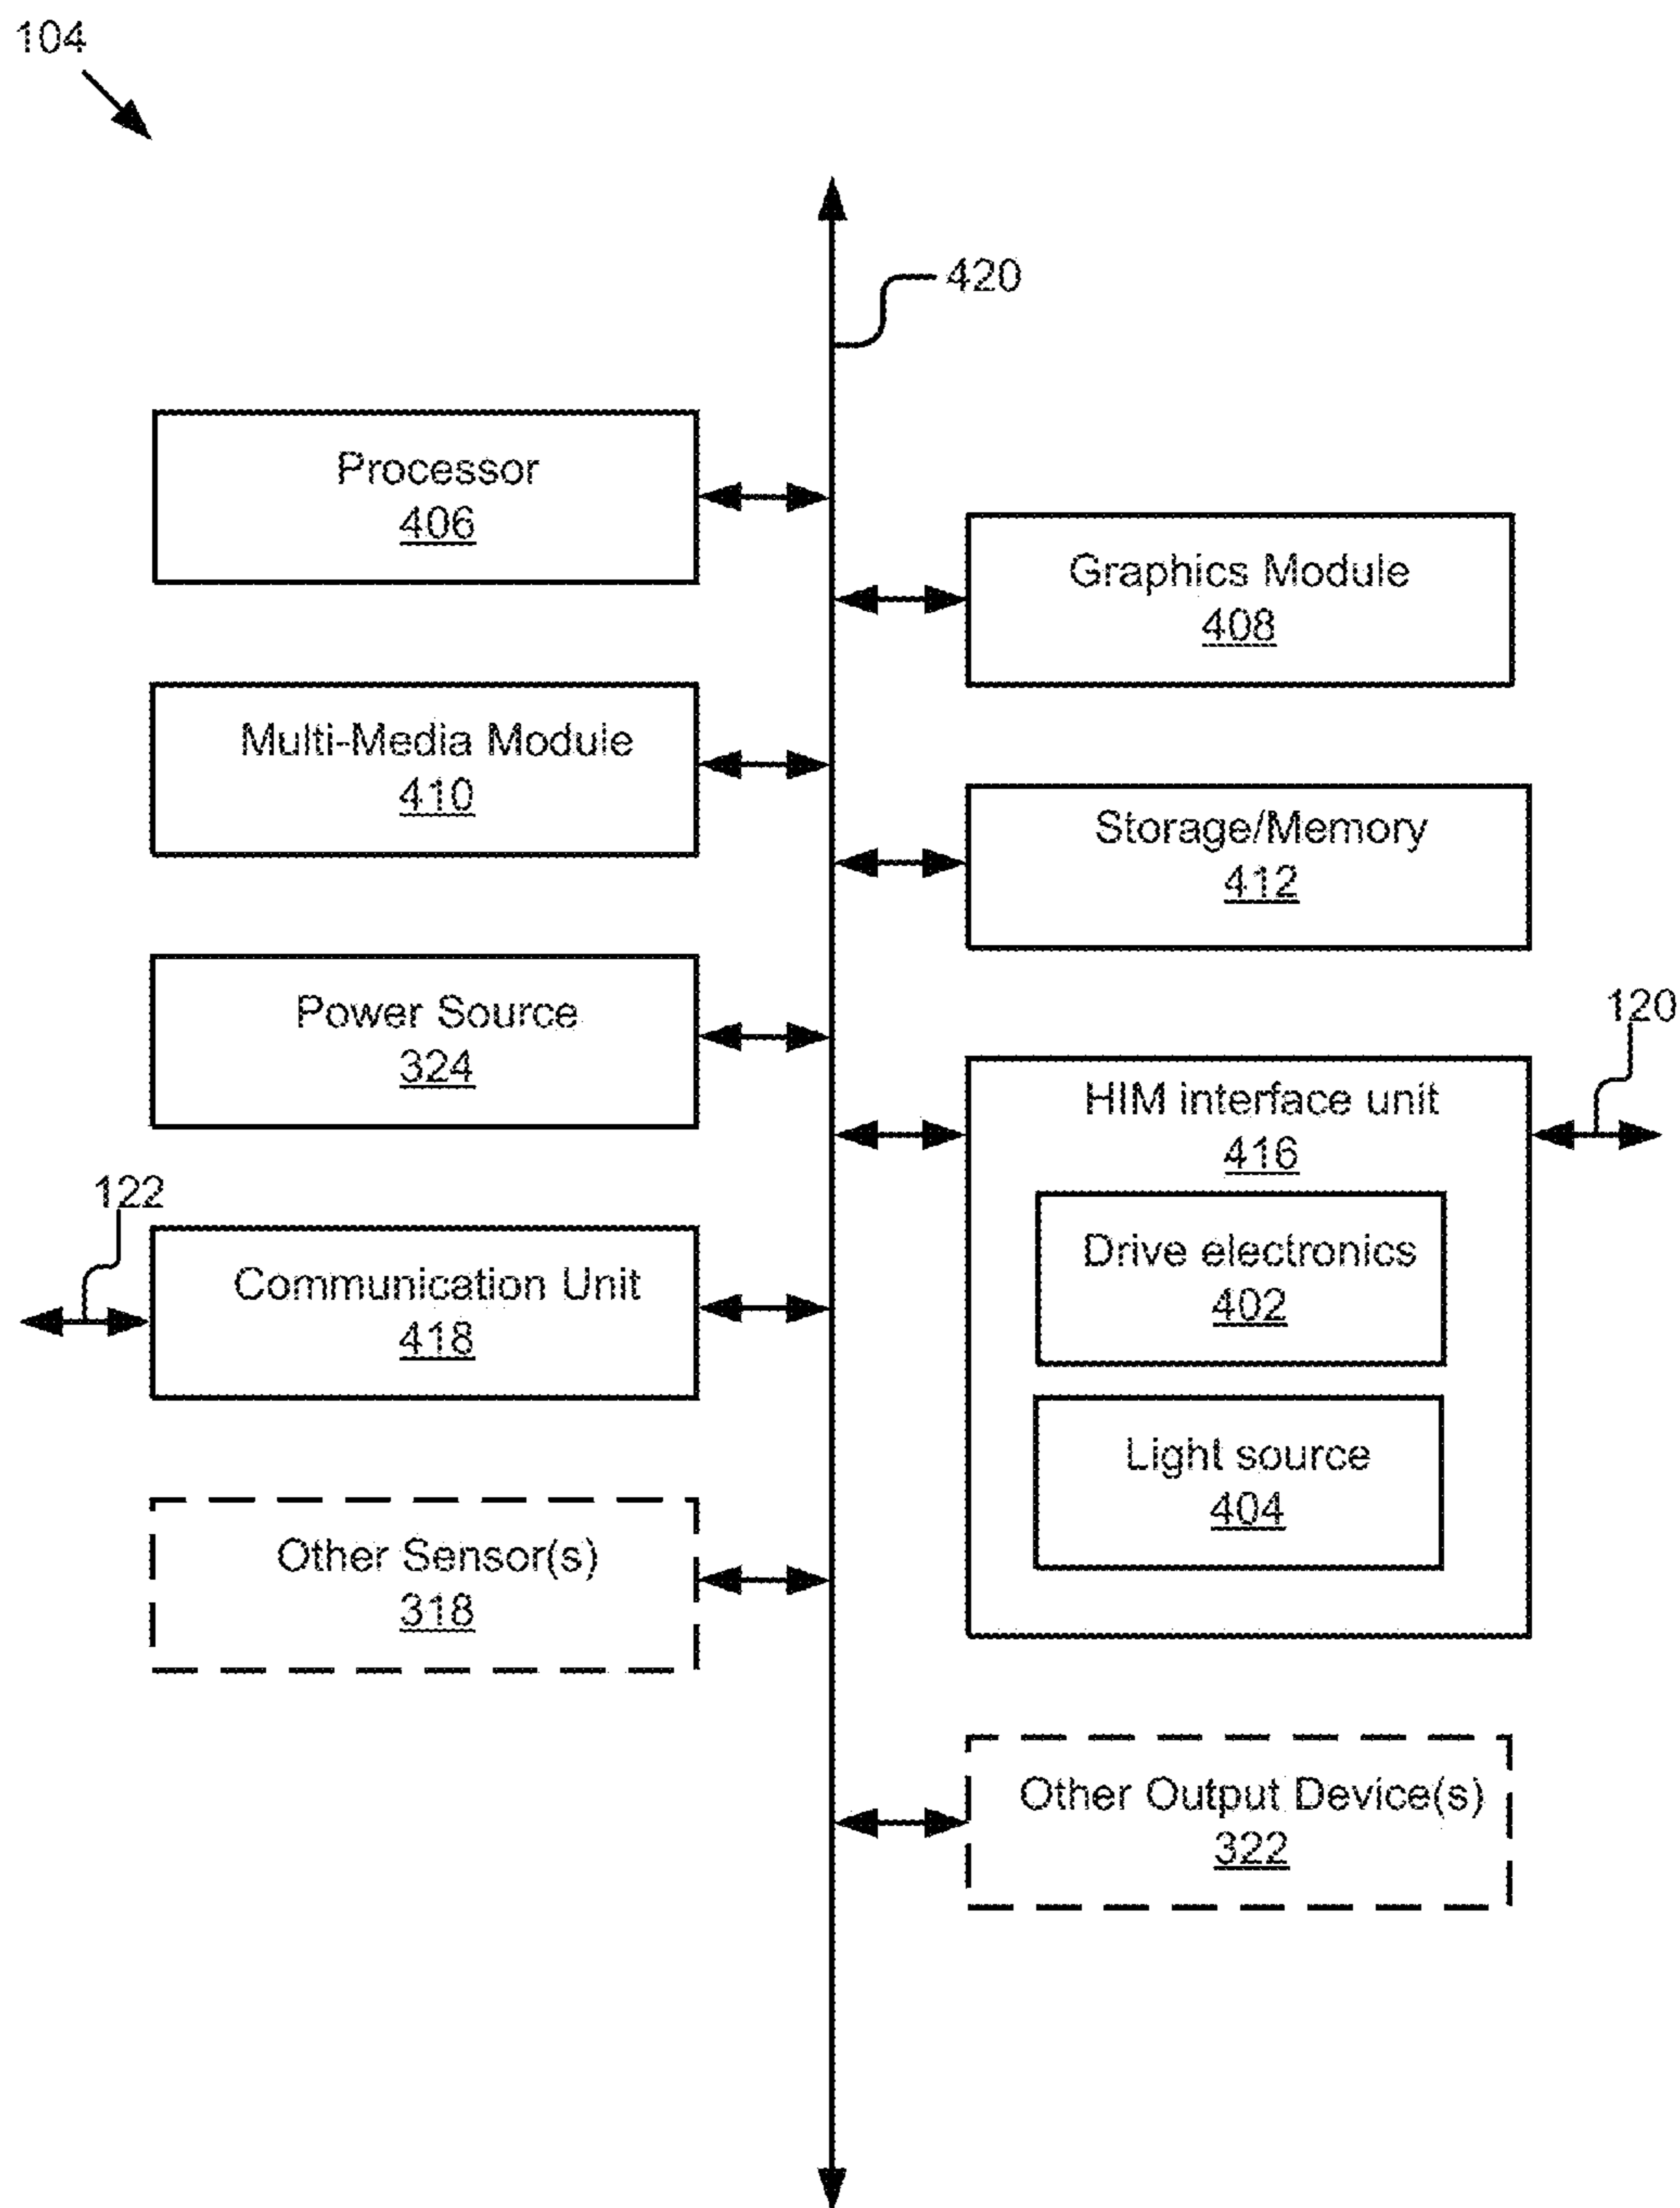 104
420
Processor
406
Graphics Module
408
Multi-Media Module
410
Storage/Memory
412
Power Source
324
120
HIM interface unit
416
122
Communication Unit
418
Drive electronics
402
Light source
404
Other Sensor(s)
318
Other Output Device(s)
322